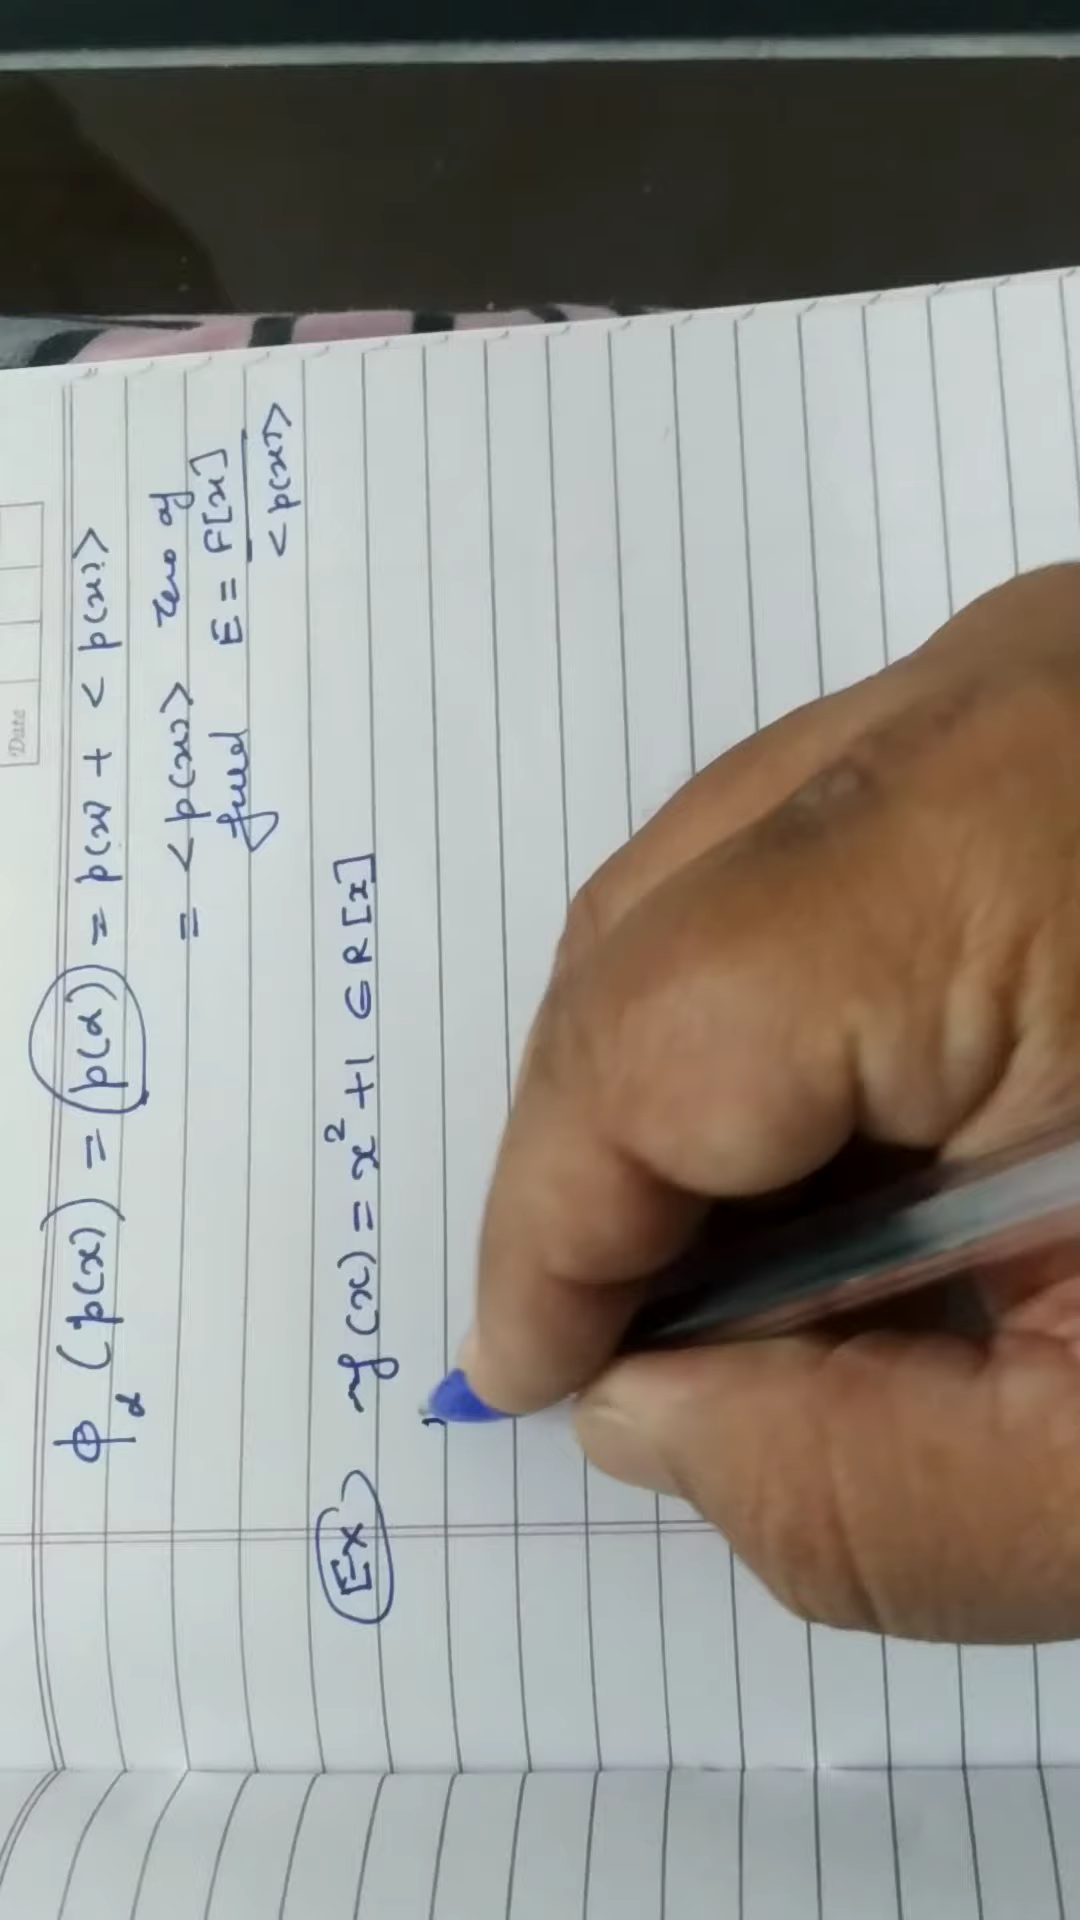 Date
ϕ_α (p(x)) = p(α) = p(x) + < p(x)>
= < p(x)> zero of
field E = F[x] / < p(x)>
Ex) f(x) = x² + 1 ∈ R[x]